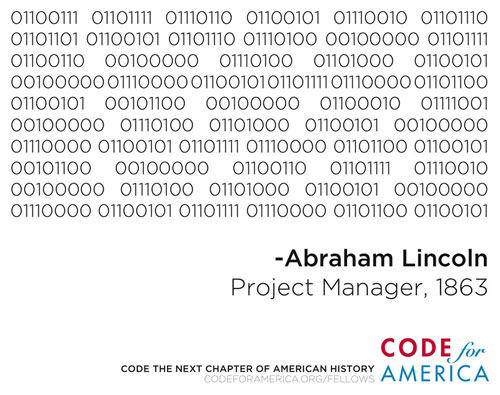 01100111 01101111 01110110 01100101 01110010 01101110
01101101 01100101 01101110 01110100 00100000 01101111
01100110 00100000 01110100 01101000 01100101
00100000 01110000 01100101 01101111 01110000 01101100
01100101 00101100 00100000 01100010 01111001
00100000 01110100 01101000 01100101 00100000
01110000 01100101 01101111 01110000 01101100 01100101
00101100 00100000 01100110 01101111 01110010
00100000 01110100 01101000 01100101 00100000
01110000 01100101 01101111 01110000 01101100 01100101
-Abraham Lincoln
Project Manager, 1863
CODE THE NEXT CHAPTER OF AMERICAN HISTORY
CODEFORAMERICA.ORG/FELLOWS
CODE for
AMERICA